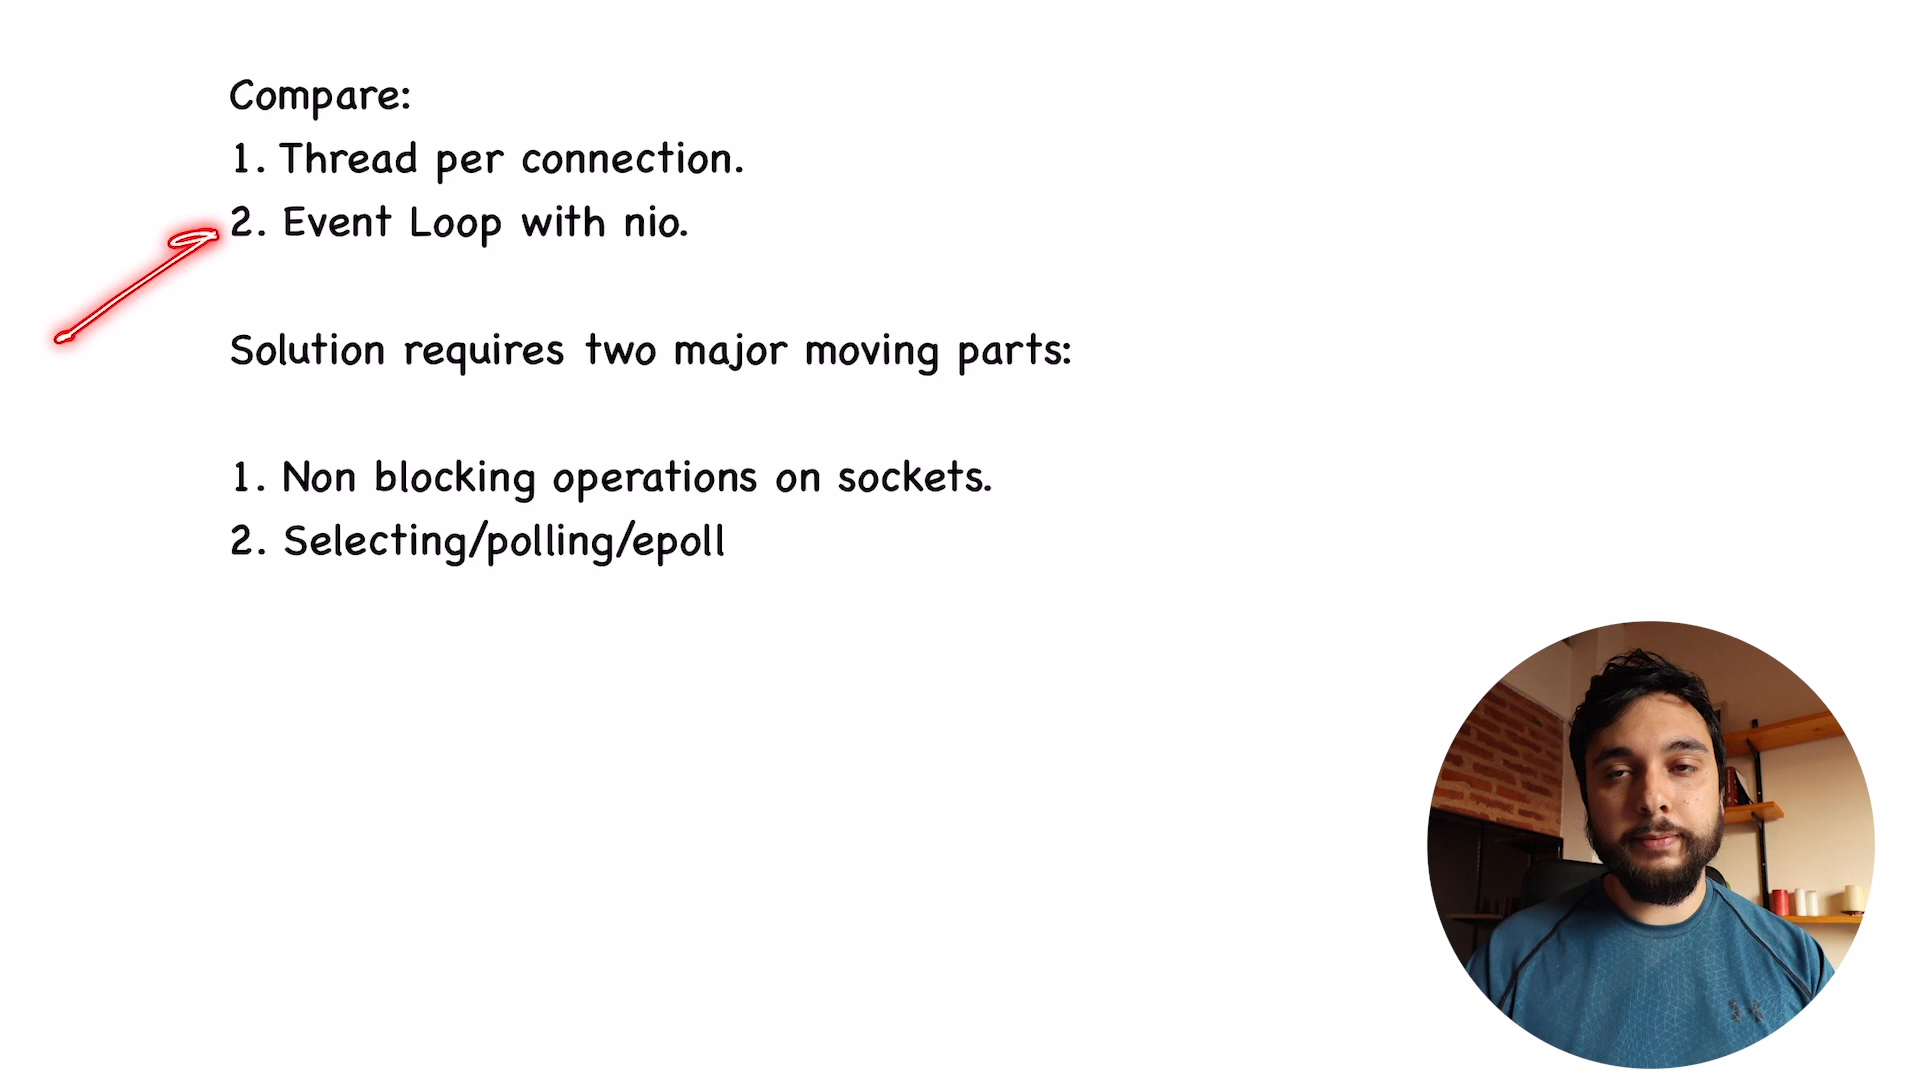 Compare:
1. Thread per connection.
2. Event Loop with nio.
Solution requires two major moving parts:
1. Non blocking operations on sockets.
2. Selecting/polling/epoll